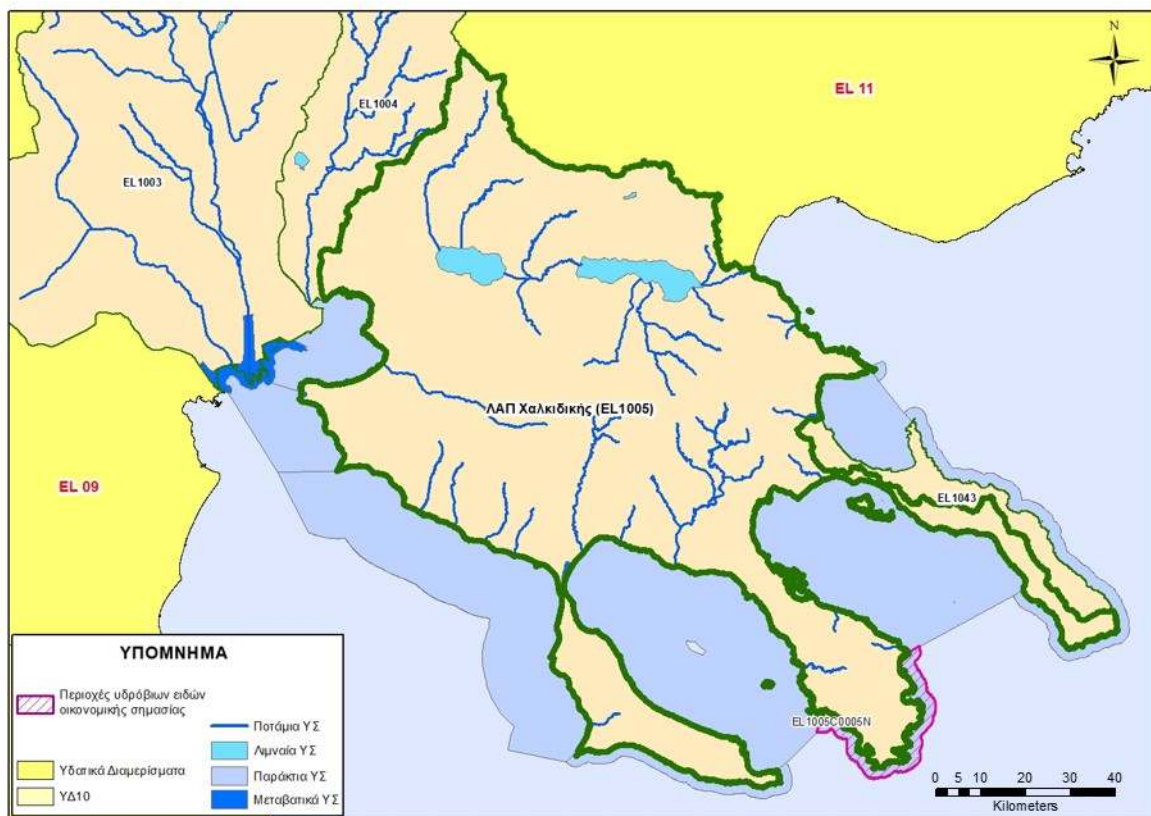 N
EL 11
EL1004
EL1003
ΛΑΠ Χαλκιδικής (EL1005)
EL 09
EL1043
EL1005C0005N
ΥΠΟΜΝΗΜΑ
Περιοχές υδρόβιων ειδών
οικονομικής σημασίας
Ποτάμια ΥΣ
Λιμναία ΥΣ
Υδατικά Διαμερίσματα
Παράκτια ΥΣ
ΥΔ10
Μεταβατικά ΥΣ
0 5 10 20 30 40
Kilometers